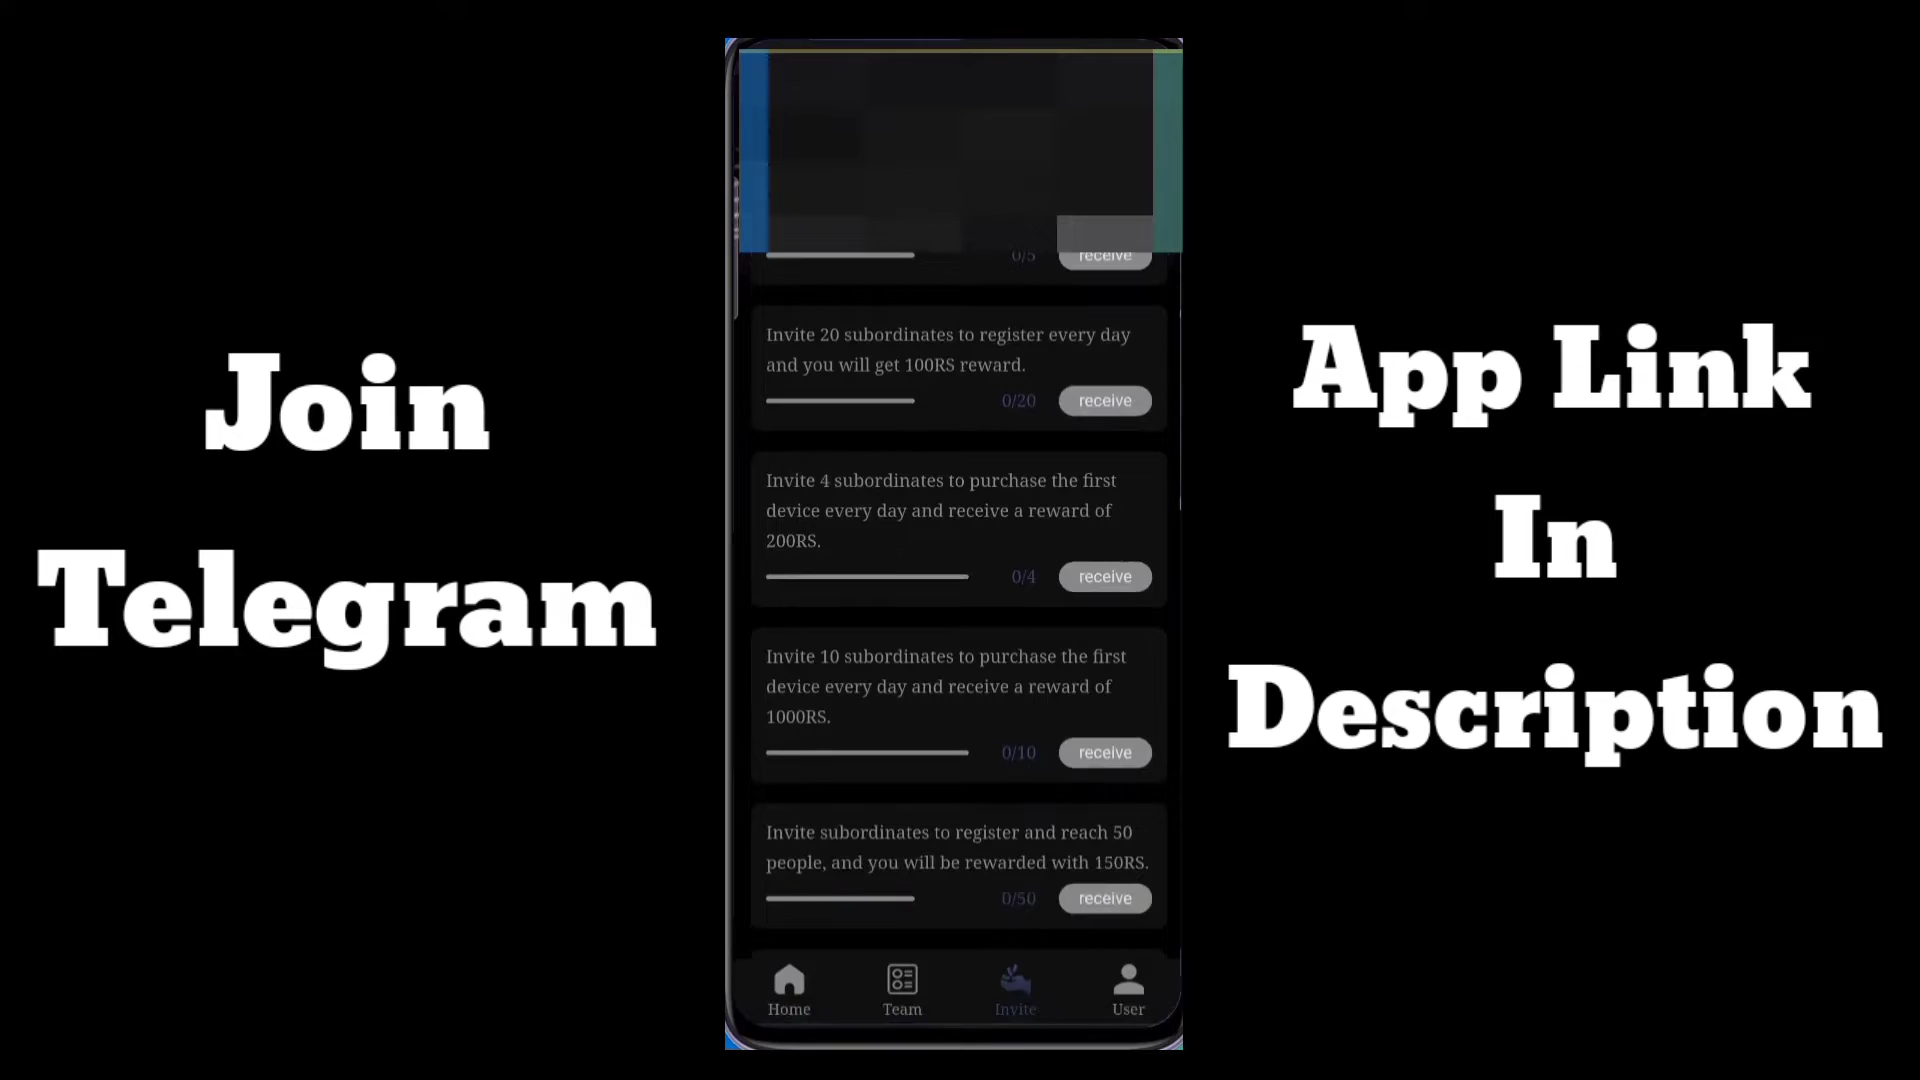 Join
Telegram
0/5 receive
Invite 20 subordinates to register every day
and you will get 100RS reward.
0/20 receive
Invite 4 subordinates to purchase the first
device every day and receive a reward of
200RS.
0/4 receive
Invite 10 subordinates to purchase the first
device every day and receive a reward of
1000RS.
0/10 receive
Invite subordinates to register and reach 50
people, and you will be rewarded with 150RS.
0/50 receive
Home Team Invite User
App Link
In
Description